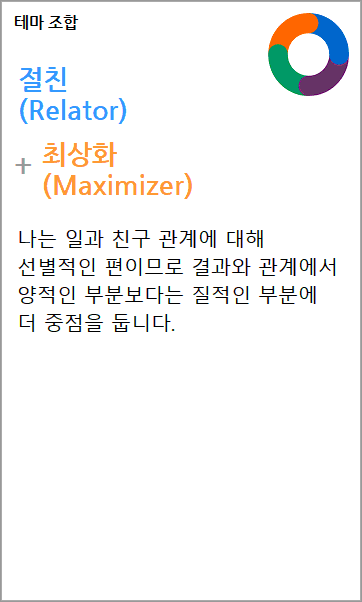 테마 조합
절친
(Relator)
+ 최상화
(Maximizer)
나는 일과 친구 관계에 대해
선별적인 편이므로 결과와 관계에서
양적인 부분보다는 질적인 부분에
더 중점을 둡니다.